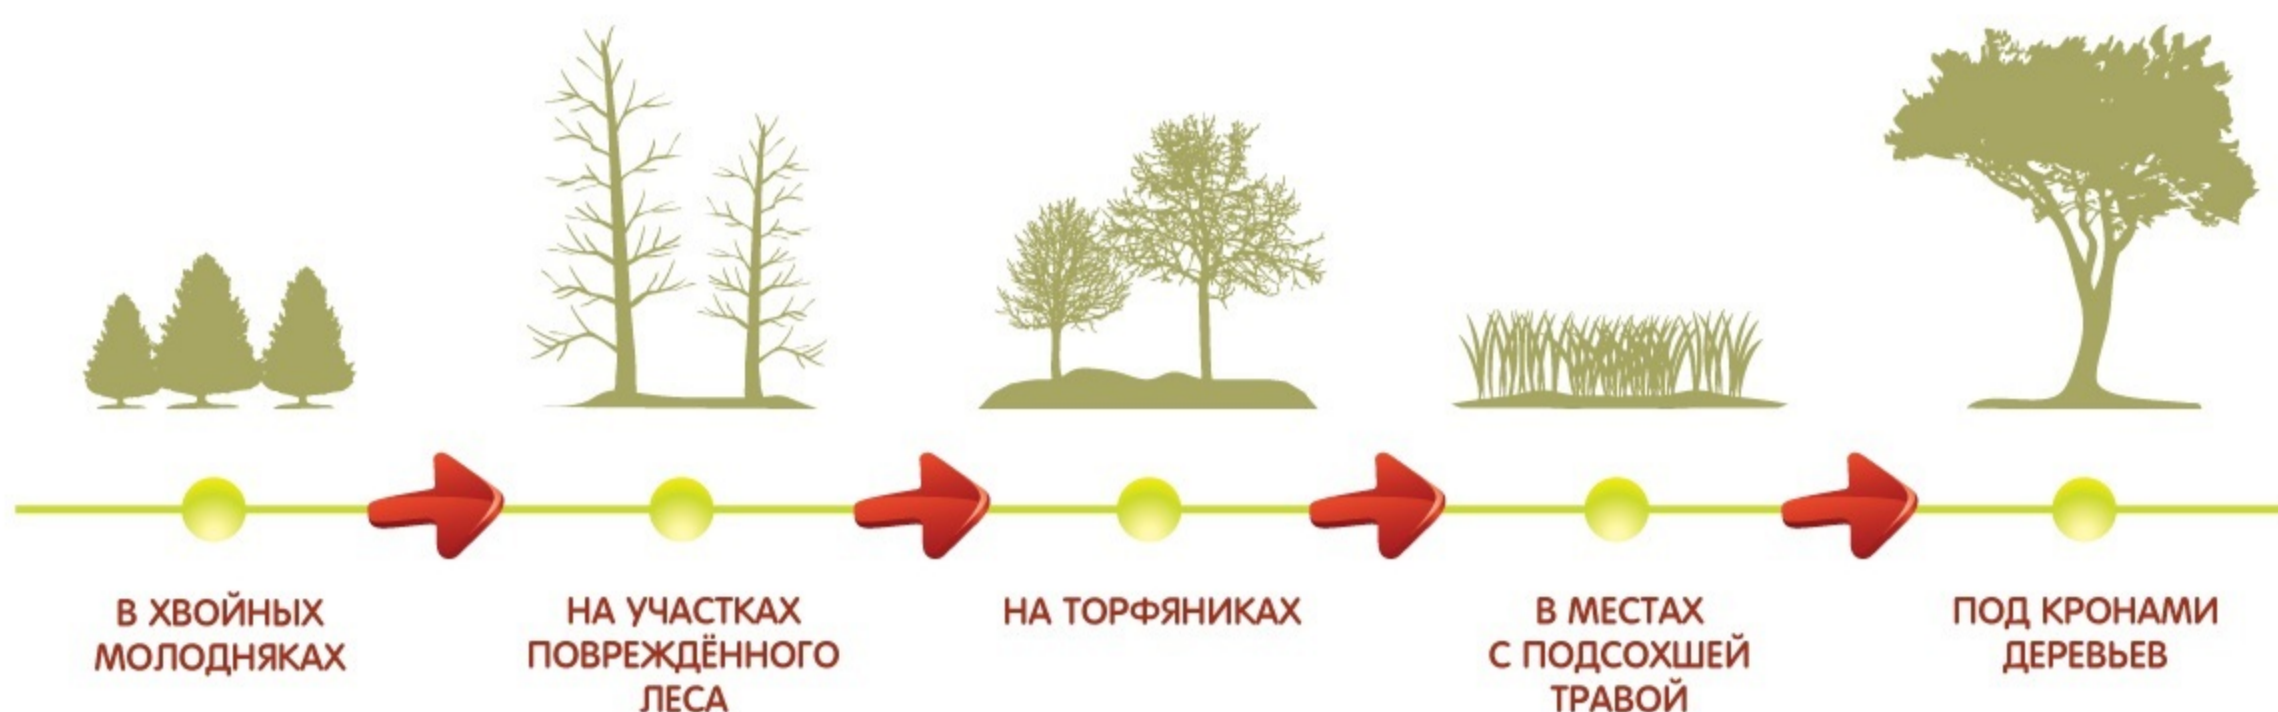 В ХВОЙНЫХ
МОЛОДНЯКАХ
НА УЧАСТКАХ
ПОВРЕЖДЁННОГО
ЛЕСА
НА ТОРФЯНИКАХ
В МЕСТАХ
С ПОДСОХШЕЙ
ТРАВОЙ
ПОД КРОНАМИ
ДЕРЕВЬЕВ